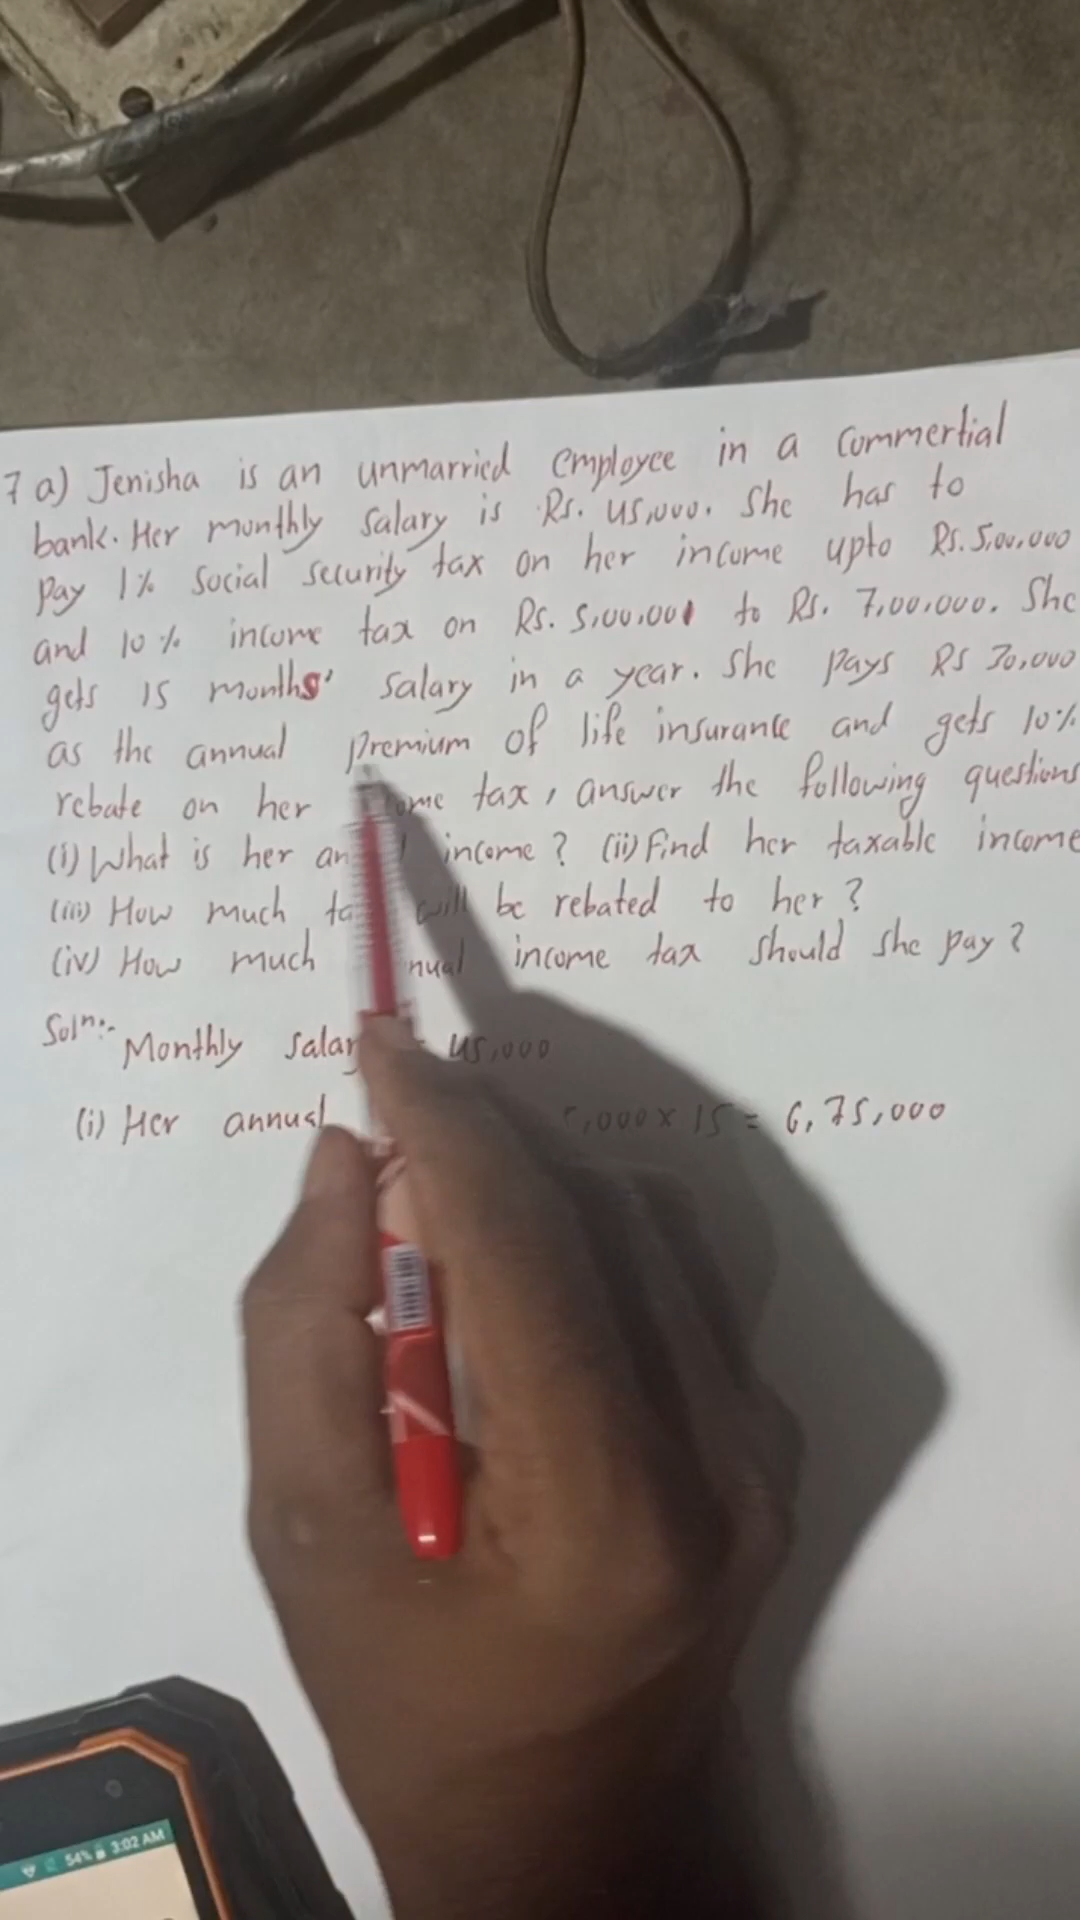 7 a) Jenisha is an unmarried employee in a commertial
bank. Her monthly salary is Rs. 45,000. She has to
pay 1% social security tax on her income upto Rs. 5,00,000
and 10% income tax on Rs. 5,00,001 to Rs. 7,00,000. She
gets 15 months' salary in a year. She pays Rs 30,000
as the annual premium of life insurance and gets 10%
rebate on her tax, answer the following questions
(i) What is her income? (ii) find her taxable income
(iii) How much will be rebated to her?
(iv) How much income tax should she pay?
Solⁿ:- Monthly 45,000
(i) Her annual ,000 x 15 = 6,75,000
54% 3:02 AM